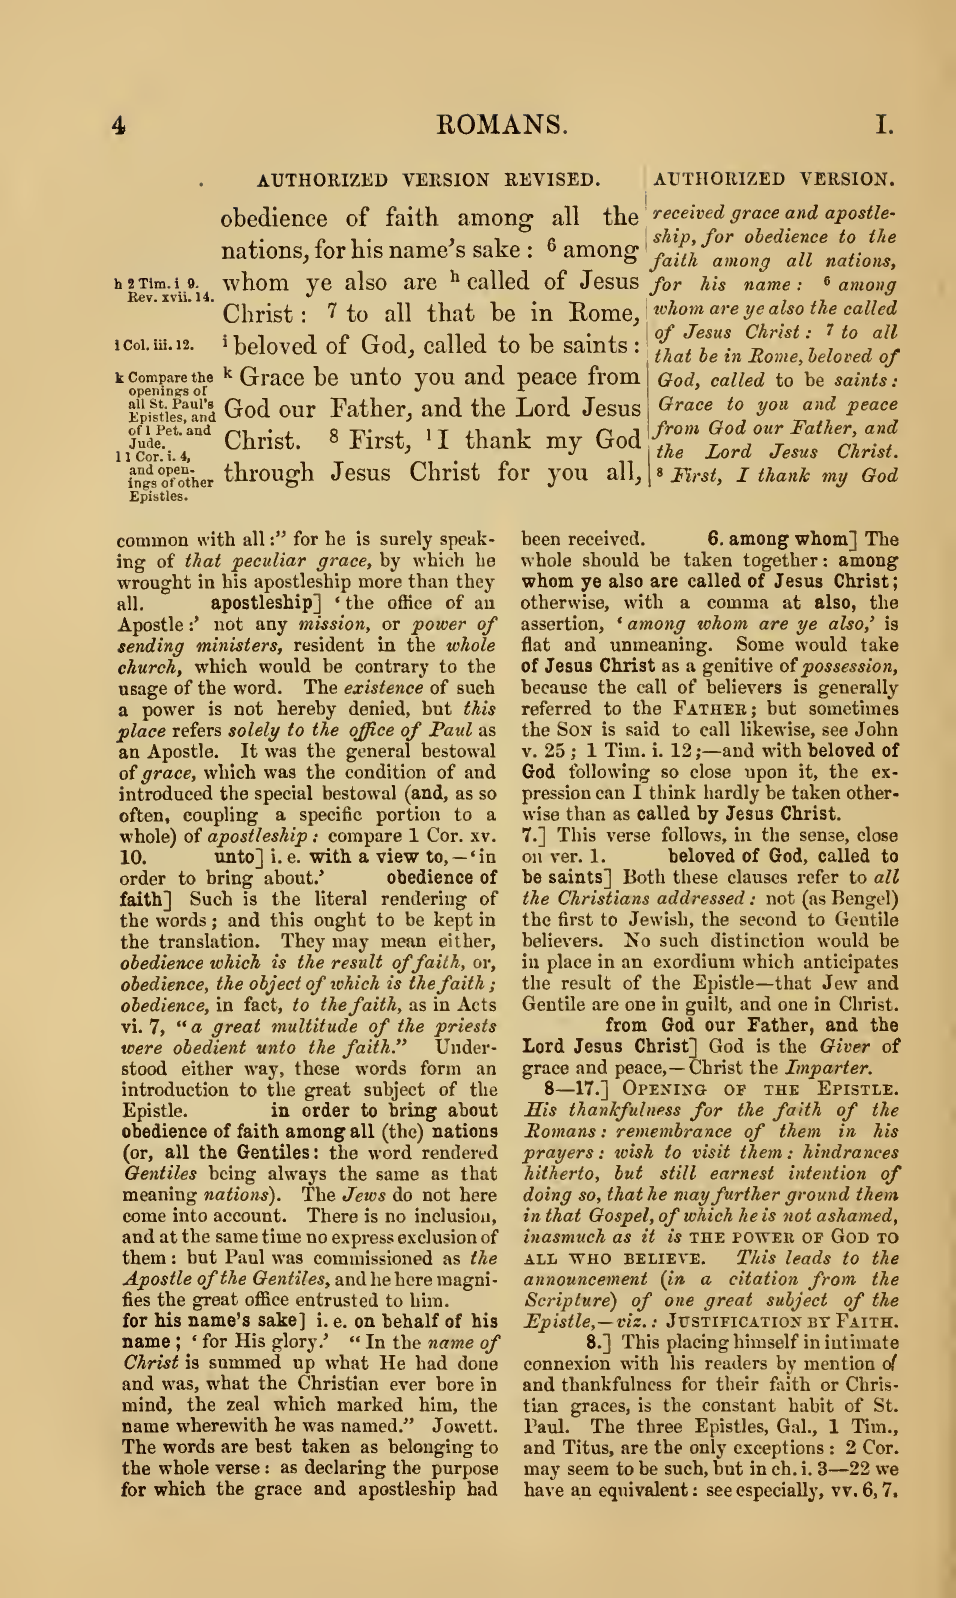 4 ROMANS. I.
AUTHORIZED VERSION REVISED.
obedience of faith among all the
nations, for his name's sake : 6 among
whom ye also are h called of Jesus
Christ : 7 to all that be in Rome,
i beloved of God, called to be saints :
k Grace be unto you and peace from
God our Father, and the Lord Jesus
Christ. 8 First, l I thank my God
through Jesus Christ for you all,
h 2 Tim. i 9.
Rev. xvii. 14.
i Col. iii. 12.
k Compare the
openings of
all St. Paul's
Epistles, and
of 1 Pet. and
Jude.
l 1 Cor. i. 4,
and open-
ings of other
Epistles.
AUTHORIZED VERSION.
received grace and apostle-
ship, for obedience to the
faith among all nations,
for his name : 6 among
whom are ye also the called
of Jesus Christ : 7 to all
that be in Rome, beloved of
God, called to be saints :
Grace to you and peace
from God our Father, and
the Lord Jesus Christ.
8 First, I thank my God
common with all :" for he is surely speak-
ing of that peculiar grace, by which he
wrought in his apostleship more than they
all. apostleship] ‘the office of an
Apostle :’ not any mission, or power of
sending ministers, resident in the whole
church, which would be contrary to the
usage of the word. The existence of such
a power is not hereby denied, but this
place refers solely to the office of Paul as
an Apostle. It was the general bestowal
of grace, which was the condition of and
introduced the special bestowal (and, as so
often, coupling a specific portion to a
whole) of apostleship : compare 1 Cor. xv.
10. unto] i. e. with a view to,—‘in
order to bring about.’ obedience of
faith] Such is the literal rendering of
the words ; and this ought to be kept in
the translation. They may mean either,
obedience which is the result of faith, or,
obedience, the object of which is the faith ;
obedience, in fact, to the faith, as in Acts
vi. 7, “a great multitude of the priests
were obedient unto the faith.” Under-
stood either way, these words form an
introduction to the great subject of the
Epistle. in order to bring about
obedience of faith among all (the) nations
(or, all the Gentiles : the word rendered
Gentiles being always the same as that
meaning nations). The Jews do not here
come into account. There is no inclusion,
and at the same time no express exclusion of
them : but Paul was commissioned as the
Apostle of the Gentiles, and he here magni-
fies the great office entrusted to him.
for his name's sake] i. e. on behalf of his
name ; ‘for His glory.’ “In the name of
Christ is summed up what He had done
and was, what the Christian ever bore in
mind, the zeal which marked him, the
name wherewith he was named.” Jowett.
The words are best taken as belonging to
the whole verse : as declaring the purpose
for which the grace and apostleship had
been received. 6. among whom] The
whole should be taken together : among
whom ye also are called of Jesus Christ ;
otherwise, with a comma at also, the
assertion, ‘among whom are ye also,’ is
flat and unmeaning. Some would take
of Jesus Christ as a genitive of possession,
because the call of believers is generally
referred to the FATHER ; but sometimes
the SON is said to call likewise, see John
v. 25 ; 1 Tim. i. 12 ;—and with beloved of
God following so close upon it, the ex-
pression can I think hardly be taken other-
wise than as called by Jesus Christ.
7.] This verse follows, in the sense, close
on ver. 1. beloved of God, called to
be saints] Both these clauses refer to all
the Christians addressed : not (as Bengel)
the first to Jewish, the second to Gentile
believers. No such distinction would be
in place in an exordium which anticipates
the result of the Epistle—that Jew and
Gentile are one in guilt, and one in Christ.
from God our Father, and the
Lord Jesus Christ] God is the Giver of
grace and peace,—Christ the Imparter.
8—17.] OPENING OF THE EPISTLE.
His thankfulness for the faith of the
Romans : remembrance of them in his
prayers : wish to visit them : hindrances
hitherto, but still earnest intention of
doing so, that he may further ground them
in that Gospel, of which he is not ashamed,
inasmuch as it is THE POWER OF GOD TO
ALL WHO BELIEVE. This leads to the
announcement (in a citation from the
Scripture) of one great subject of the
Epistle,—viz. : JUSTIFICATION BY FAITH.
8.] This placing himself in intimate
connexion with his readers by mention of
and thankfulness for their faith or Chris-
tian graces, is the constant habit of St.
Paul. The three Epistles, Gal., 1 Tim.,
and Titus, are the only exceptions : 2 Cor.
may seem to be such, but in ch. i. 3—22 we
have an equivalent : see especially, vv. 6, 7.